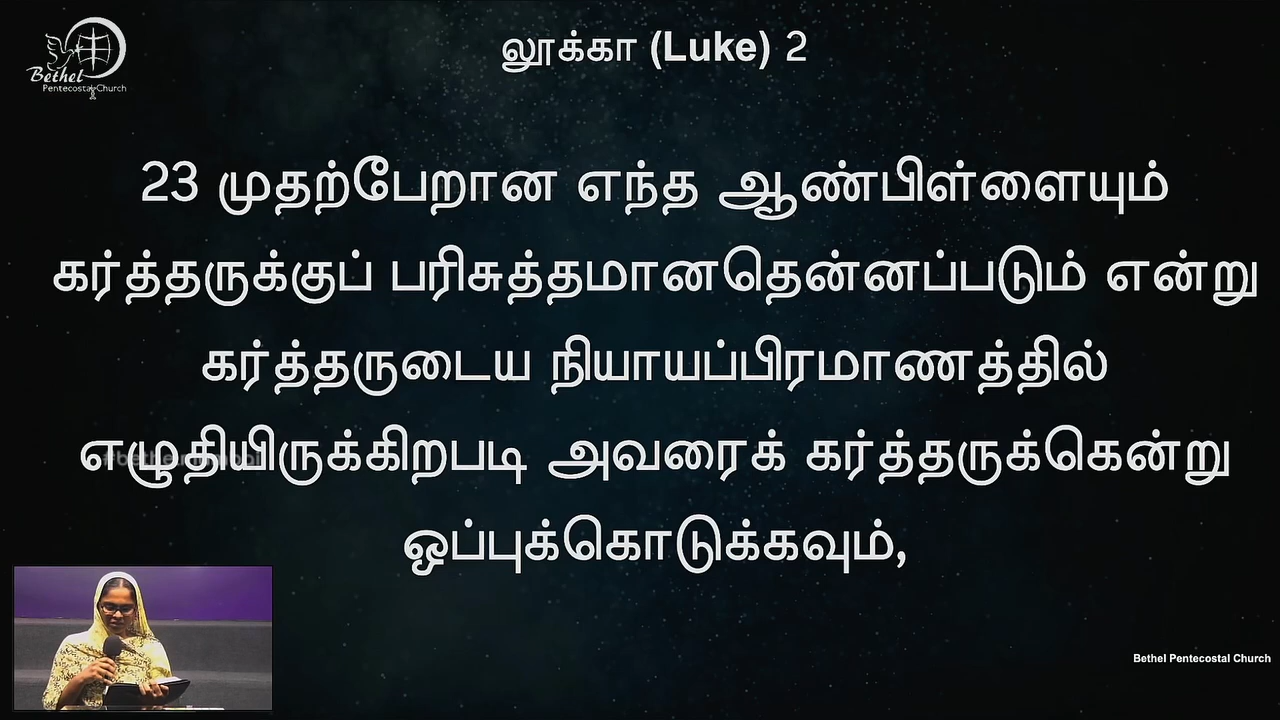 Bethel
Pentecostal Church
லூக்கா (Luke) 2
23 முதற்பேறான எந்த ஆண்பிள்ளையும்
கர்த்தருக்குப் பரிசுத்தமானதென்னப்படும் என்று
கர்த்தருடைய நியாயப்பிரமாணத்தில்
எழுதியிருக்கிறபடி அவரைக் கர்த்தருக்கென்று
ஒப்புக்கொடுக்கவும்,
Bethel Pentecostal Church